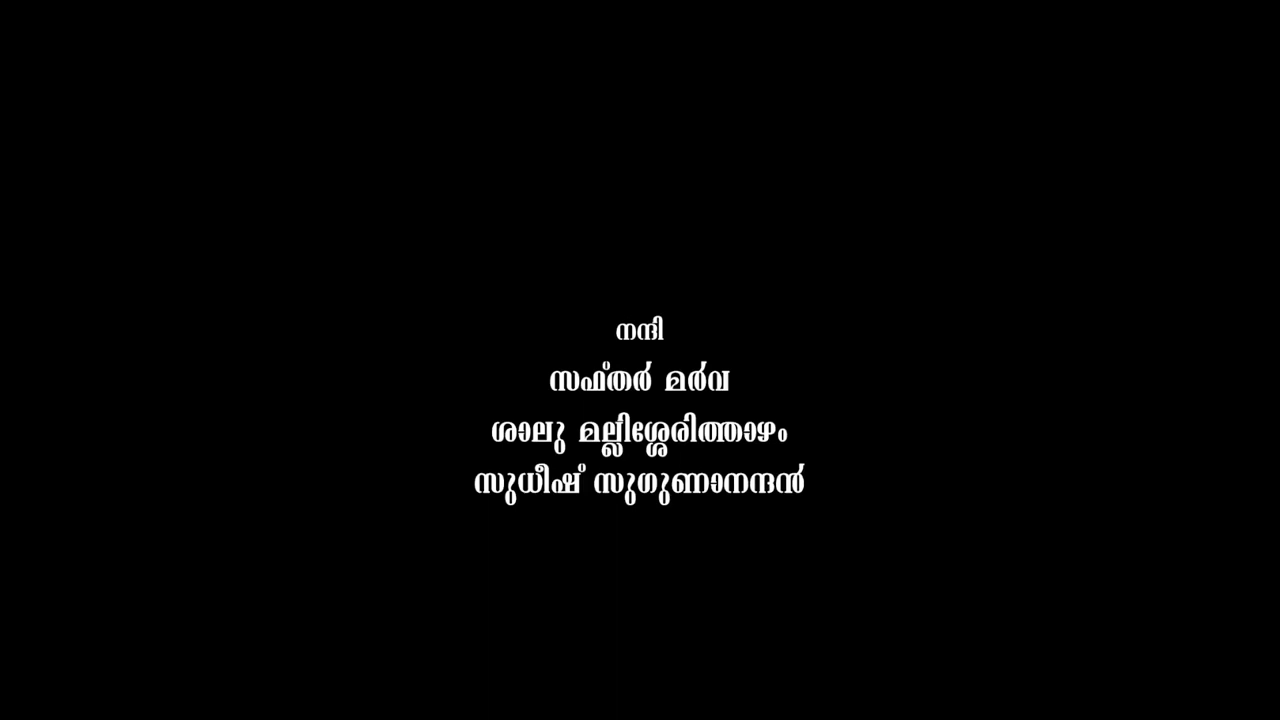 നന്ദി
സഫ്തർ മർവ
ശാലു മല്ലിശ്ശേരിത്താഴം
സുധീഷ് സുഗുണാനന്ദൻ